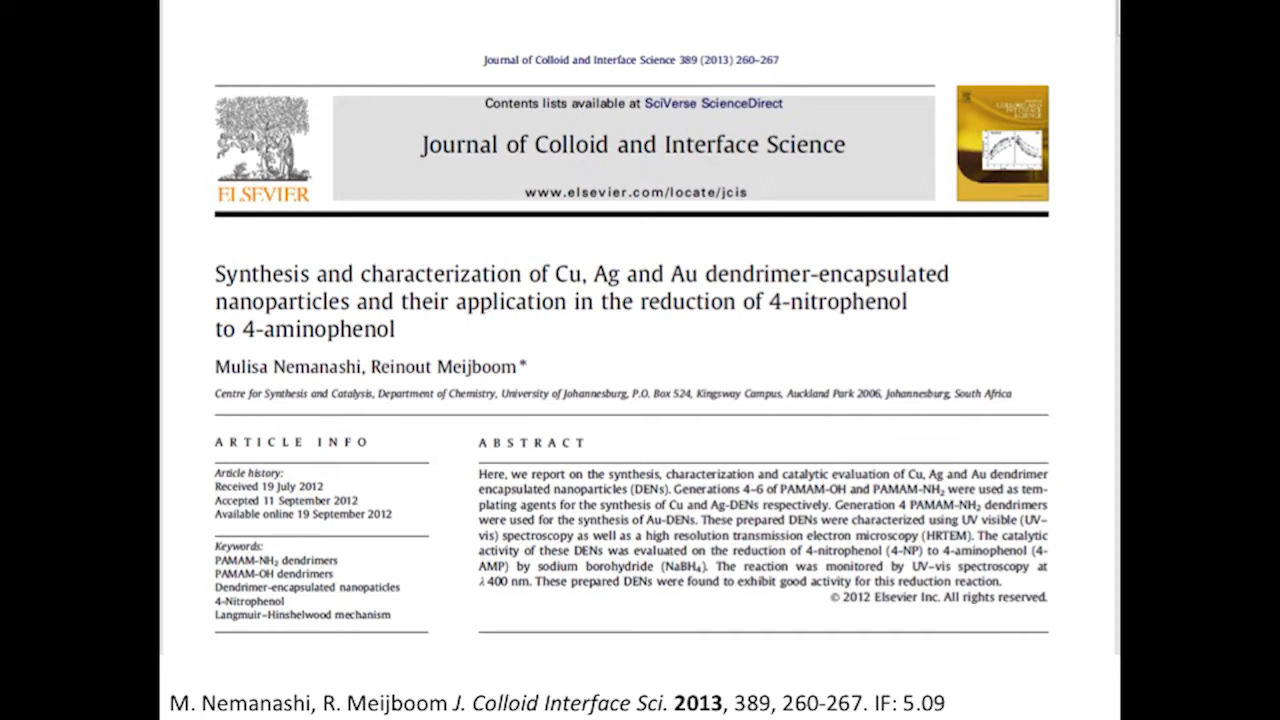 Journal of Colloid and Interface Science 389 (2013) 260–267
Contents lists available at SciVerse ScienceDirect
Journal of Colloid and Interface Science
www.elsevier.com/locate/jcis
ELSEVIER
Synthesis and characterization of Cu, Ag and Au dendrimer-encapsulated
nanoparticles and their application in the reduction of 4-nitrophenol
to 4-aminophenol
Mulisa Nemanashi, Reinout Meijboom *
Centre for Synthesis and Catalysis, Department of Chemistry, University of Johannesburg, P.O. Box 524, Kingsway Campus, Auckland Park 2006, Johannesburg, South Africa
ARTICLE INFO
Article history:
Received 19 July 2012
Accepted 11 September 2012
Available online 19 September 2012
Keywords:
PAMAM-NH₂ dendrimers
PAMAM-OH dendrimers
Dendrimer-encapsulated nanopaticles
4-Nitrophenol
Langmuir–Hinshelwood mechanism
ABSTRACT
Here, we report on the synthesis, characterization and catalytic evaluation of Cu, Ag and Au dendrimer
encapsulated nanoparticles (DENs). Generations 4–6 of PAMAM-OH and PAMAM-NH₂ were used as tem-
plating agents for the synthesis of Cu and Ag-DENs respectively. Generation 4 PAMAM-NH₂ dendrimers
were used for the synthesis of Au-DENs. These prepared DENs were characterized using UV visible (UV–
vis) spectroscopy as well as a high resolution transmission electron microscopy (HRTEM). The catalytic
activity of these DENs was evaluated on the reduction of 4-nitrophenol (4-NP) to 4-aminophenol (4-
AMP) by sodium borohydride (NaBH₄). The reaction was monitored by UV–vis spectroscopy at
λ 400 nm. These prepared DENs were found to exhibit good activity for this reduction reaction.
© 2012 Elsevier Inc. All rights reserved.
M. Nemanashi, R. Meijboom J. Colloid Interface Sci. 2013, 389, 260-267. IF: 5.09